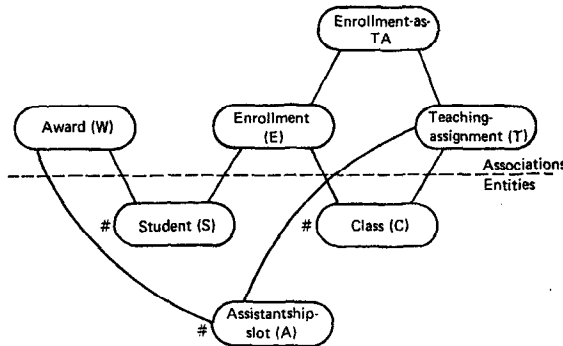 Enrollment-as-
TA
Award (W)
Enrollment
(E)
Teaching-
assignment (T)
Associations
Entities
# Student (S)
# Class (C)
# Assistantship-
slot (A)